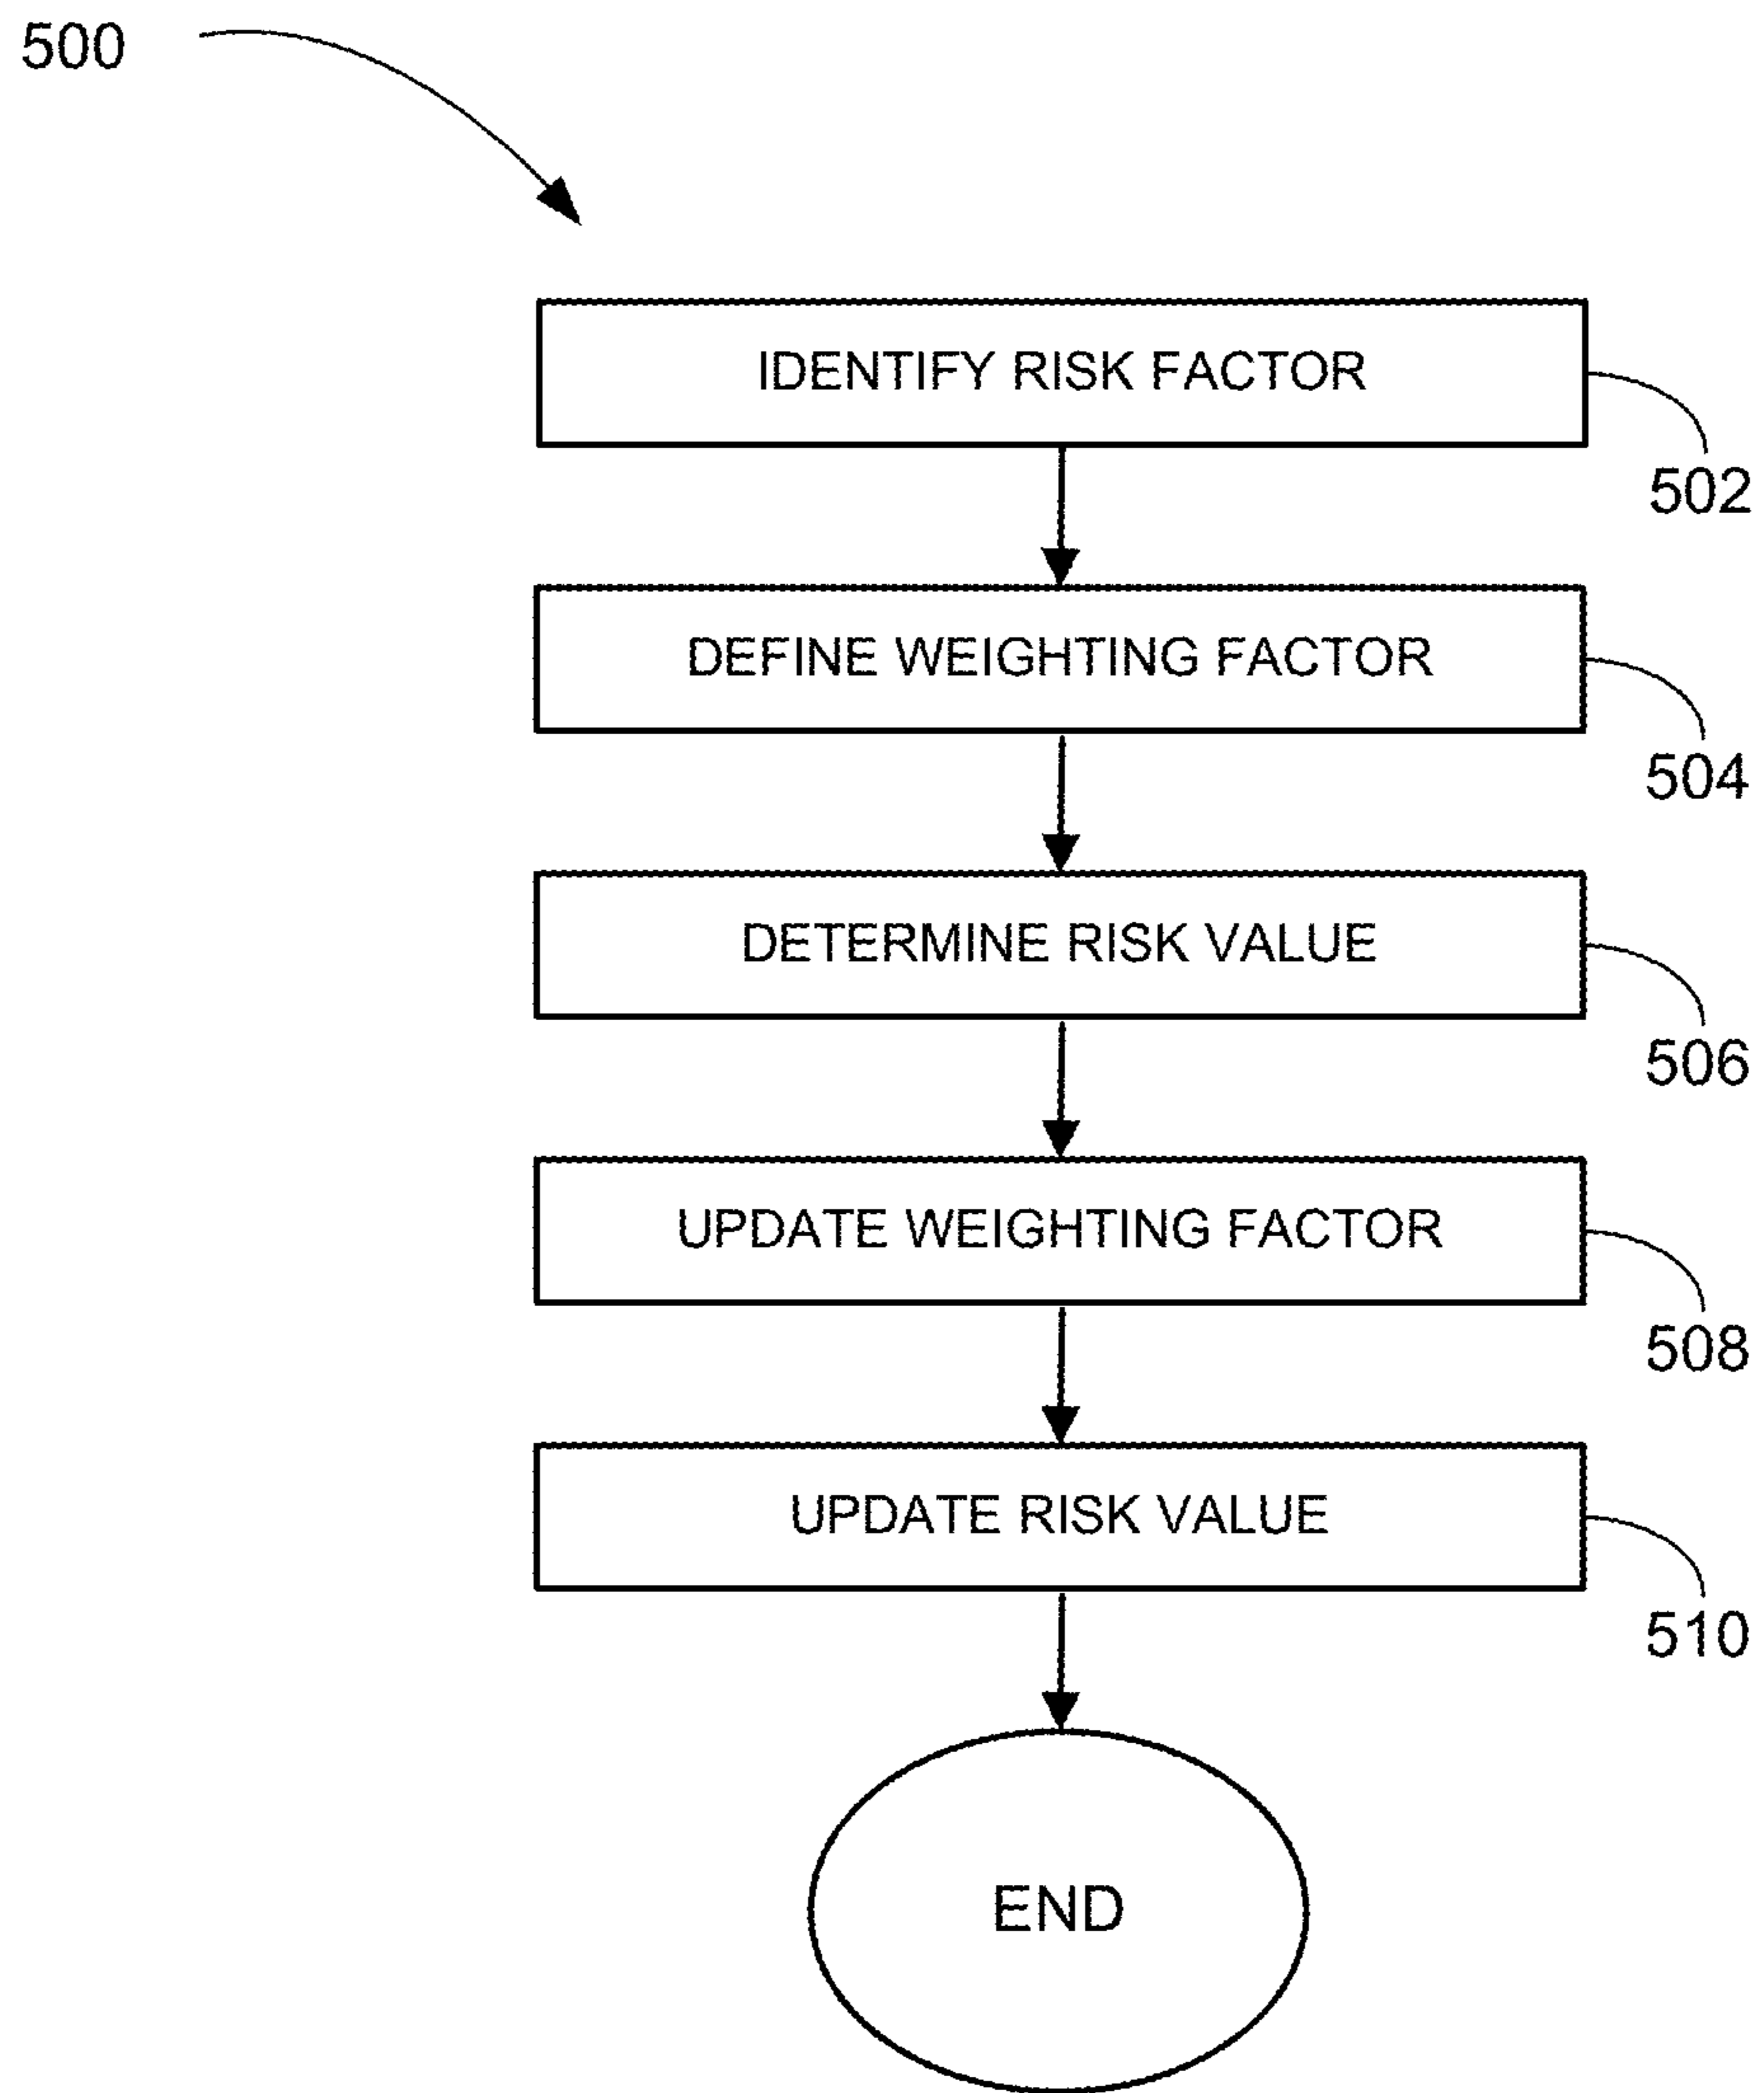 500
IDENTIFY RISK FACTOR
502
DEFINE WEIGHTING FACTOR
504
DETERMINE RISK VALUE
506
UPDATE WEIGHTING FACTOR
508
UPDATE RISK VALUE
510
END